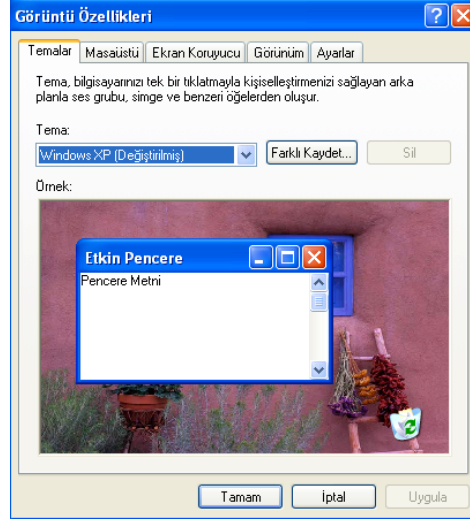 Görüntü Özellikleri
Temalar Masaüstü Ekran Koruyucu Görünüm Ayarlar
Tema, bilgisayarınızı tek bir tıklatmayla kişiselleştirmenizi sağlayan arka
planla ses grubu, simge ve benzeri öğelerden oluşur.
Tema:
Windows XP (Değiştirilmiş) Farklı Kaydet... Sil
Örnek:
Etkin Pencere
Pencere Metni
Tamam İptal Uygula